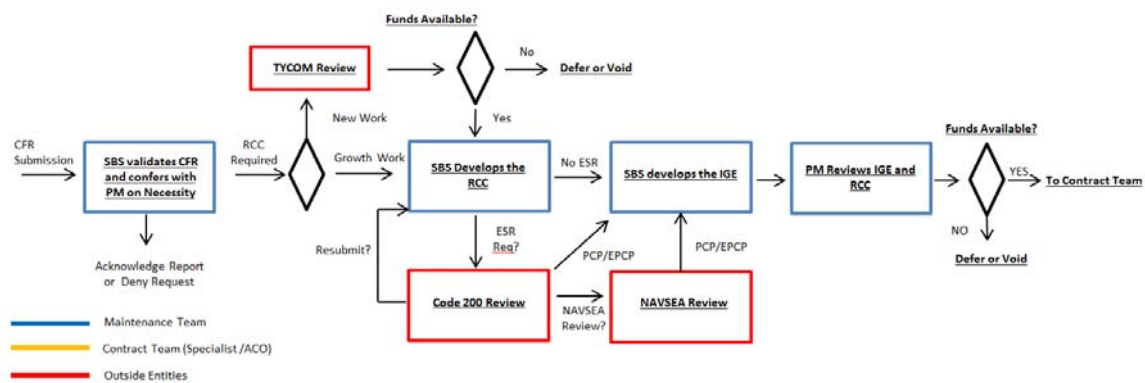 Funds Available?
No
Defer or Void
TYCOM Review
New Work
Yes
CFR
Submission
SBS validates CFR
and confers with
PM on Necessity
RCC
Required
Growth Work
SBS Develops the
RCC
No ESR
SBS develops the IGE
PM Reviews IGE and
RCC
Funds Available?
YES
To Contract Team
NO
Defer or Void
Acknowledge Report
or Deny Request
Resubmit?
ESR
Req?
PCP/EPCP
PCP/EPCP
Code 200 Review
NAVSEA
Review?
NAVSEA Review
Maintenance Team
Contract Team (Specialist /ACO)
Outside Entities